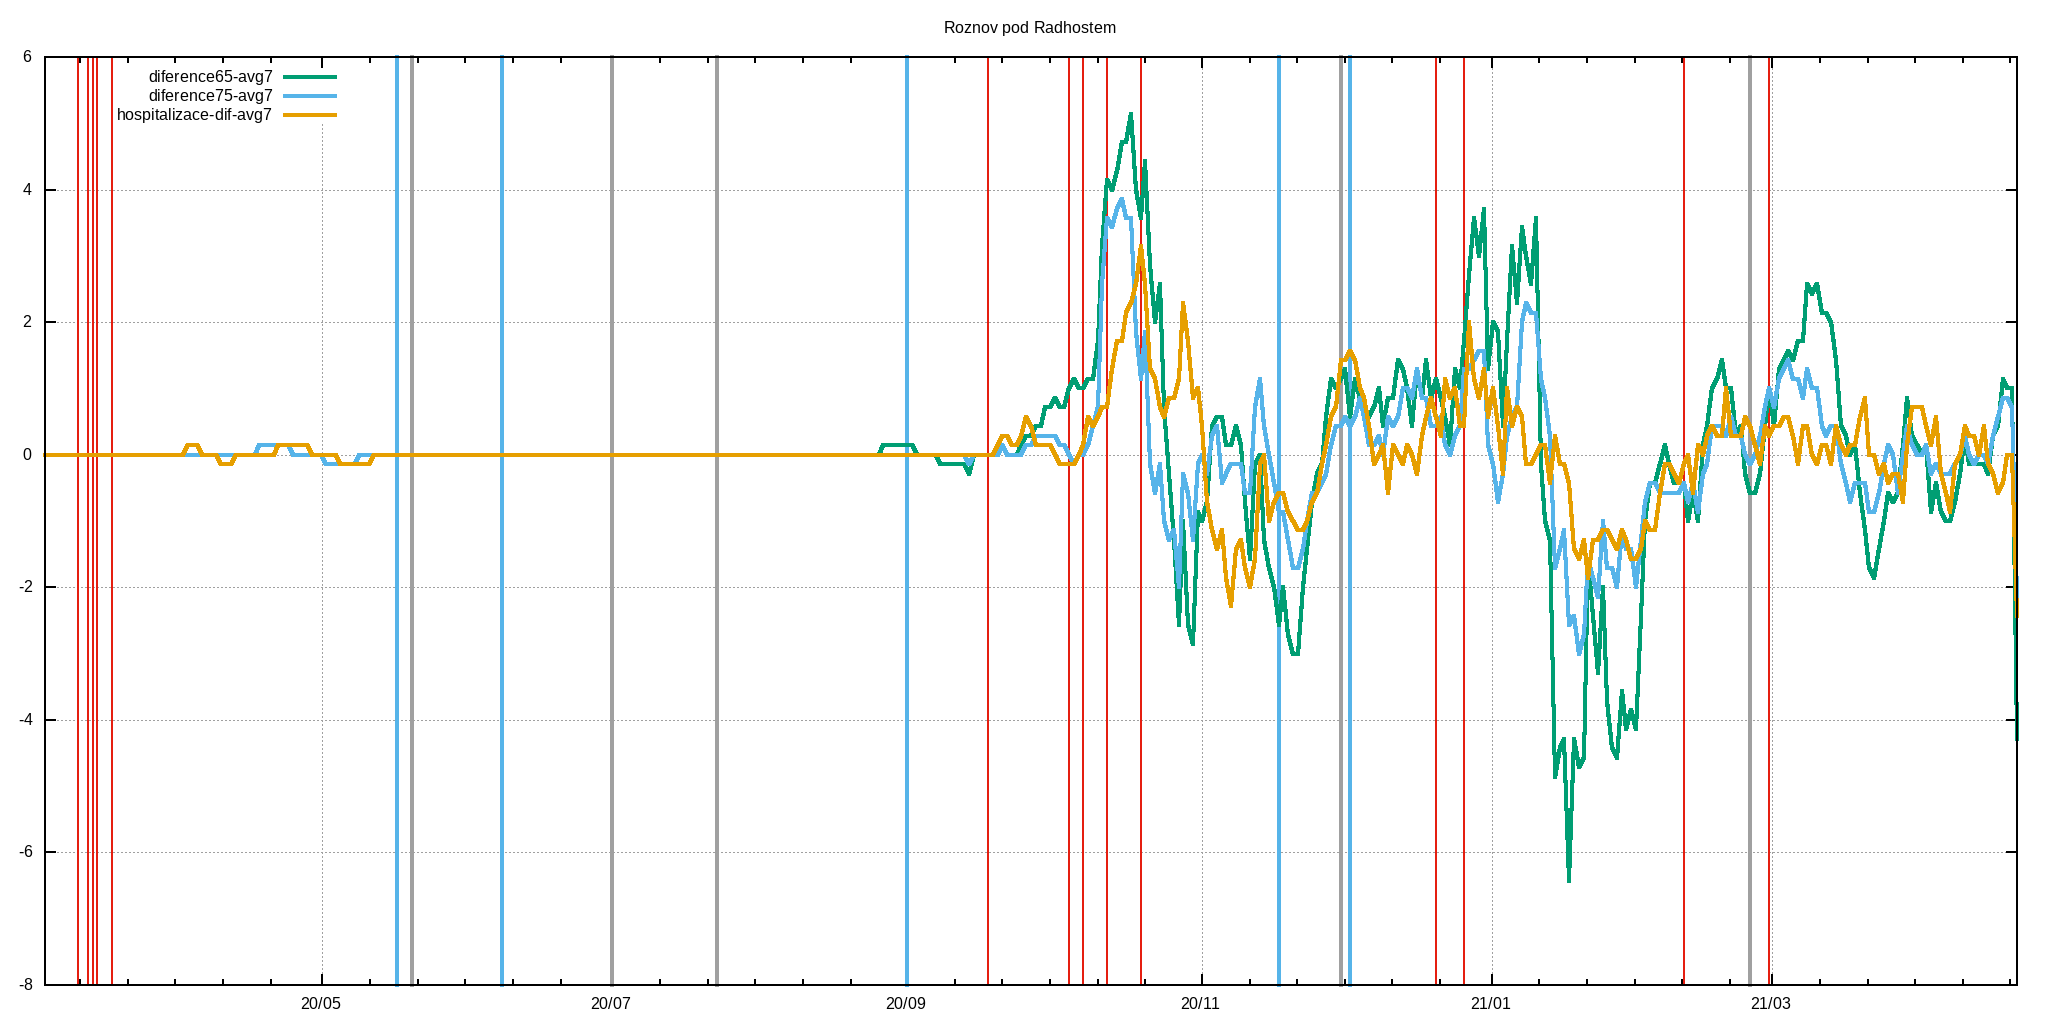 Roznov pod Radhostem
6
diference65-avg7
diference75-avg7
hospitalizace-dif-avg7
4
2
0
-2
-4
-6
-8
20/05 20/07 20/09 20/11 21/01 21/03